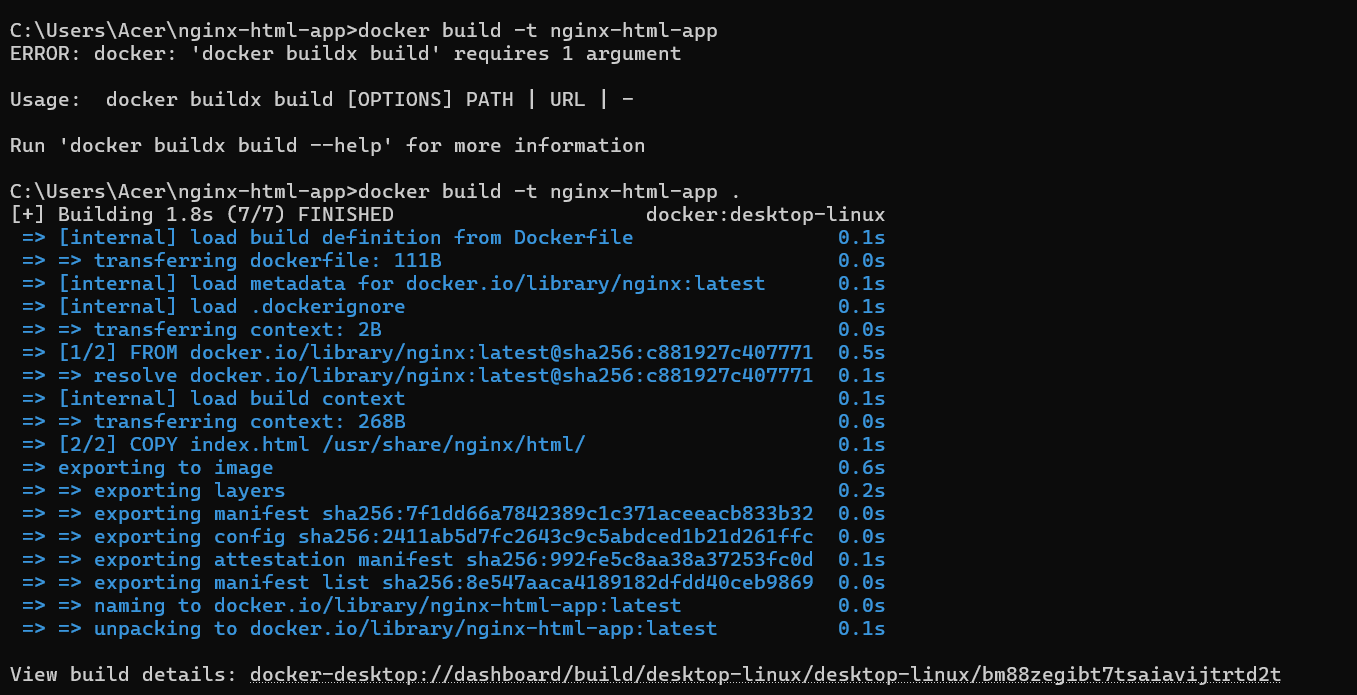 C:\Users\Acer\nginx-html-app>docker build -t nginx-html-app
ERROR: docker: 'docker buildx build' requires 1 argument
Usage:  docker buildx build [OPTIONS] PATH | URL | -
Run 'docker buildx build --help' for more information
C:\Users\Acer\nginx-html-app>docker build -t nginx-html-app .
[+] Building 1.8s (7/7) FINISHED                     docker:desktop-linux
 => [internal] load build definition from Dockerfile                 0.1s
 => => transferring dockerfile: 111B                                 0.0s
 => [internal] load metadata for docker.io/library/nginx:latest      0.1s
 => [internal] load .dockerignore                                    0.1s
 => => transferring context: 2B                                      0.0s
 => [1/2] FROM docker.io/library/nginx:latest@sha256:c881927c407771  0.5s
 => => resolve docker.io/library/nginx:latest@sha256:c881927c407771  0.1s
 => [internal] load build context                                    0.1s
 => => transferring context: 268B                                    0.0s
 => [2/2] COPY index.html /usr/share/nginx/html/                     0.1s
 => exporting to image                                               0.6s
 => => exporting layers                                              0.2s
 => => exporting manifest sha256:7f1dd66a7842389c1c371aceeacb833b32  0.0s
 => => exporting config sha256:2411ab5d7fc2643c9c5abdced1b21d261ffc  0.0s
 => => exporting attestation manifest sha256:992fe5c8aa38a37253fc0d  0.1s
 => => exporting manifest list sha256:8e547aaca4189182dfdd40ceb9869  0.0s
 => => naming to docker.io/library/nginx-html-app:latest             0.0s
 => => unpacking to docker.io/library/nginx-html-app:latest          0.1s
View build details: docker-desktop://dashboard/build/desktop-linux/desktop-linux/bm88zegibt7tsaiavijtrtd2t